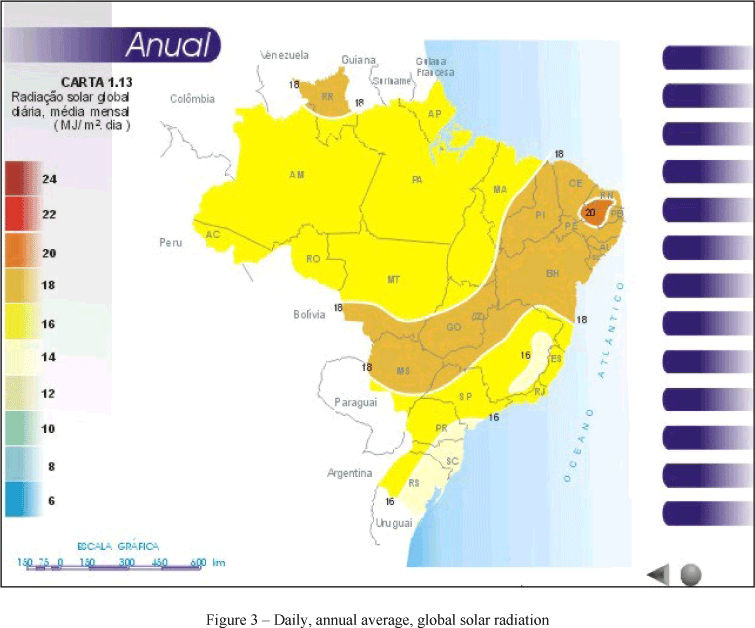 Anual
CARTA 1.13
Radiação solar global
diária, média mensal
( MJ/ m². dia )
24
22
20
18
16
14
12
10
8
6
Venezuela
Guiana
Suriname
Guiana
Francesa
Colômbia
Peru
Bolívia
Paraguai
Argentina
Uruguai
18
RR
18
AP
AM
PA
MA
18
CE
RN
20
PB
PI
PE
AL
AC
RO
MT
BH
18
GO
18
MS
18
16
ES
SP
RJ
16
PR
SC
RS
16
OCEANO ATLÂNTICO
ESCALA GRÁFICA
150 75 0 150 300 450 600 km
Figure 3 – Daily, annual average, global solar radiation